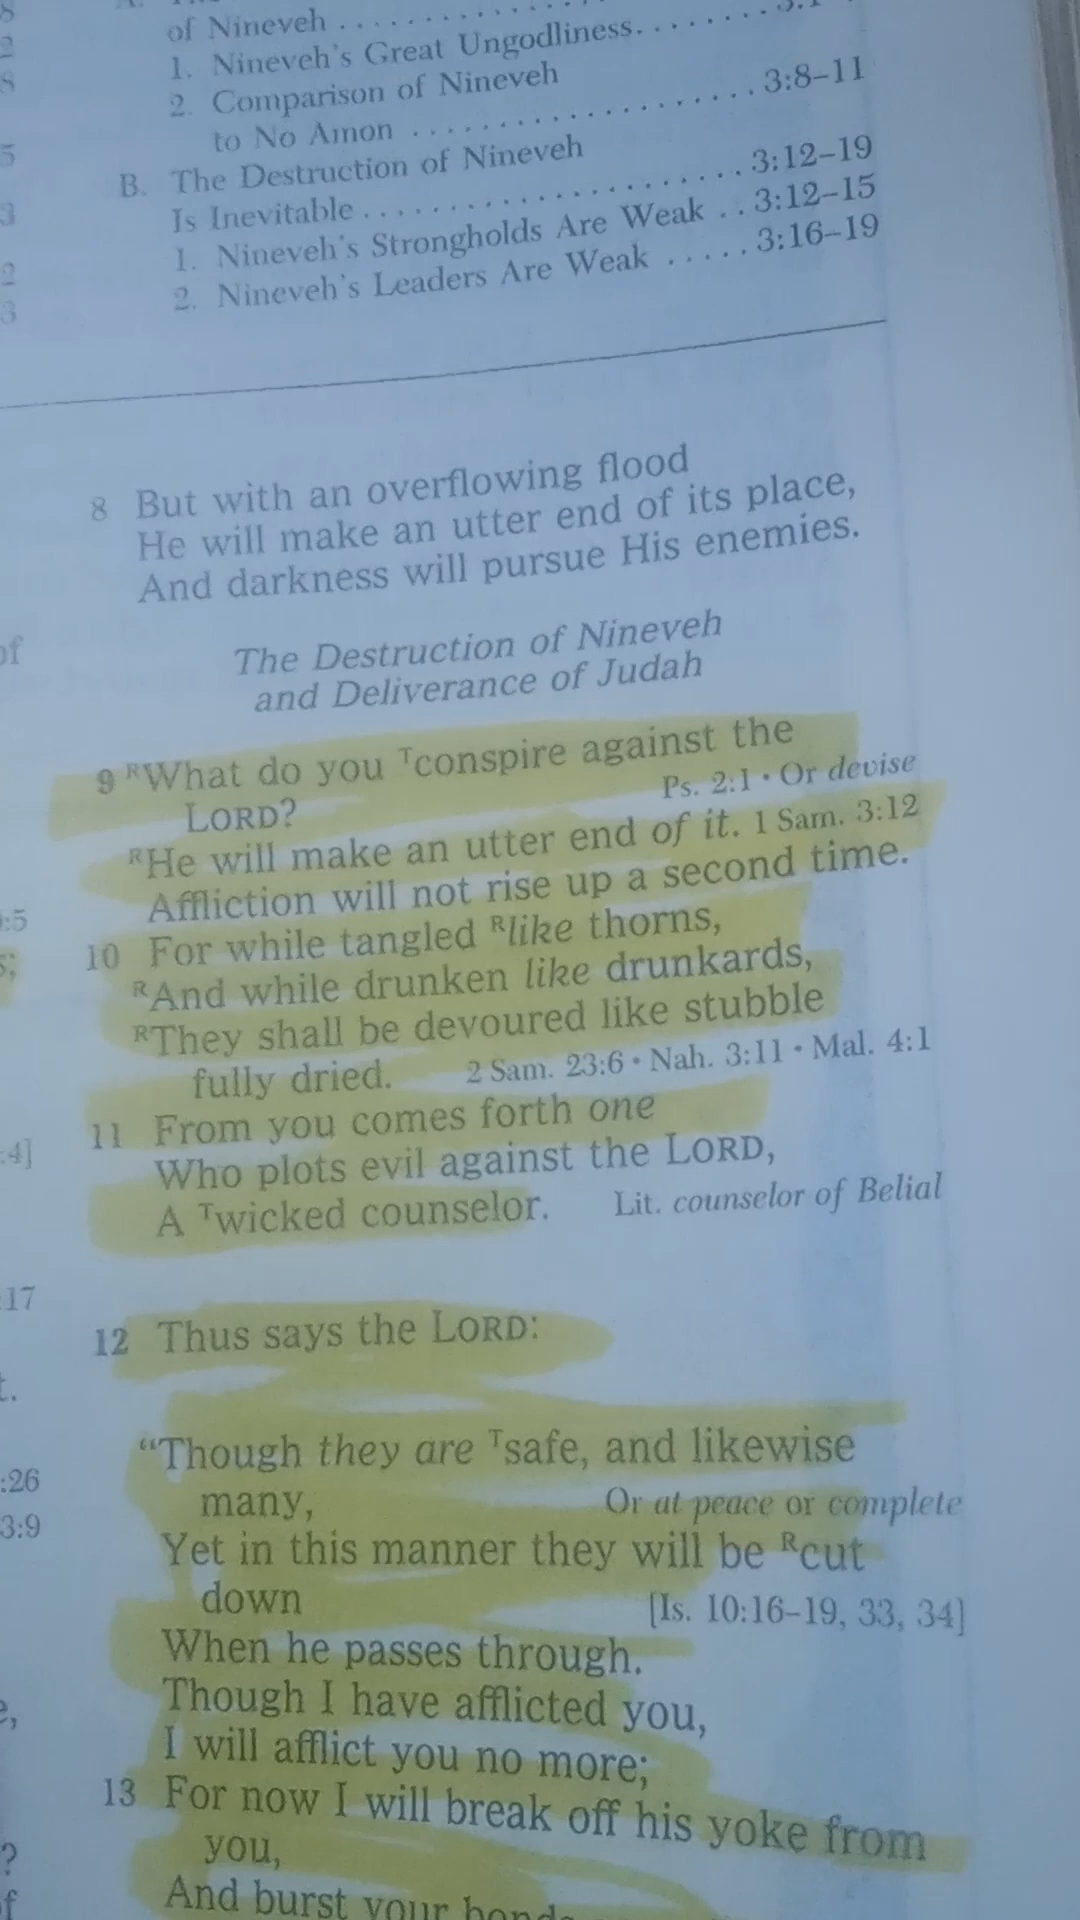 of Nineveh . . . . . . . . . . . . .
1. Nineveh's Great Ungodliness. . . . . . . .
2. Comparison of Nineveh
to No Amon . . . . . . . . . . . . . . . . . . . 3:8–11
B. The Destruction of Nineveh
Is Inevitable . . . . . . . . . . . . . . . . . . . . . 3:12–19
1. Nineveh's Strongholds Are Weak . . 3:12–15
2. Nineveh's Leaders Are Weak . . . . . 3:16–19
8 But with an overflowing flood
He will make an utter end of its place,
And darkness will pursue His enemies.
The Destruction of Nineveh
and Deliverance of Judah
9 RWhat do you Tconspire against the
LORD? Ps. 2:1 • Or devise
RHe will make an utter end of it. 1 Sam. 3:12
Affliction will not rise up a second time.
10 For while tangled Rlike thorns,
RAnd while drunken like drunkards,
RThey shall be devoured like stubble
fully dried. 2 Sam. 23:6 • Nah. 3:11 • Mal. 4:1
11 From you comes forth one
Who plots evil against the LORD,
A Twicked counselor. Lit. counselor of Belial
12 Thus says the LORD:
"Though they are Tsafe, and likewise
many, Or at peace or complete
Yet in this manner they will be Rcut
down [Is. 10:16–19, 33, 34]
When he passes through.
Though I have afflicted you,
I will afflict you no more;
13 For now I will break off his yoke from
you,
And burst your